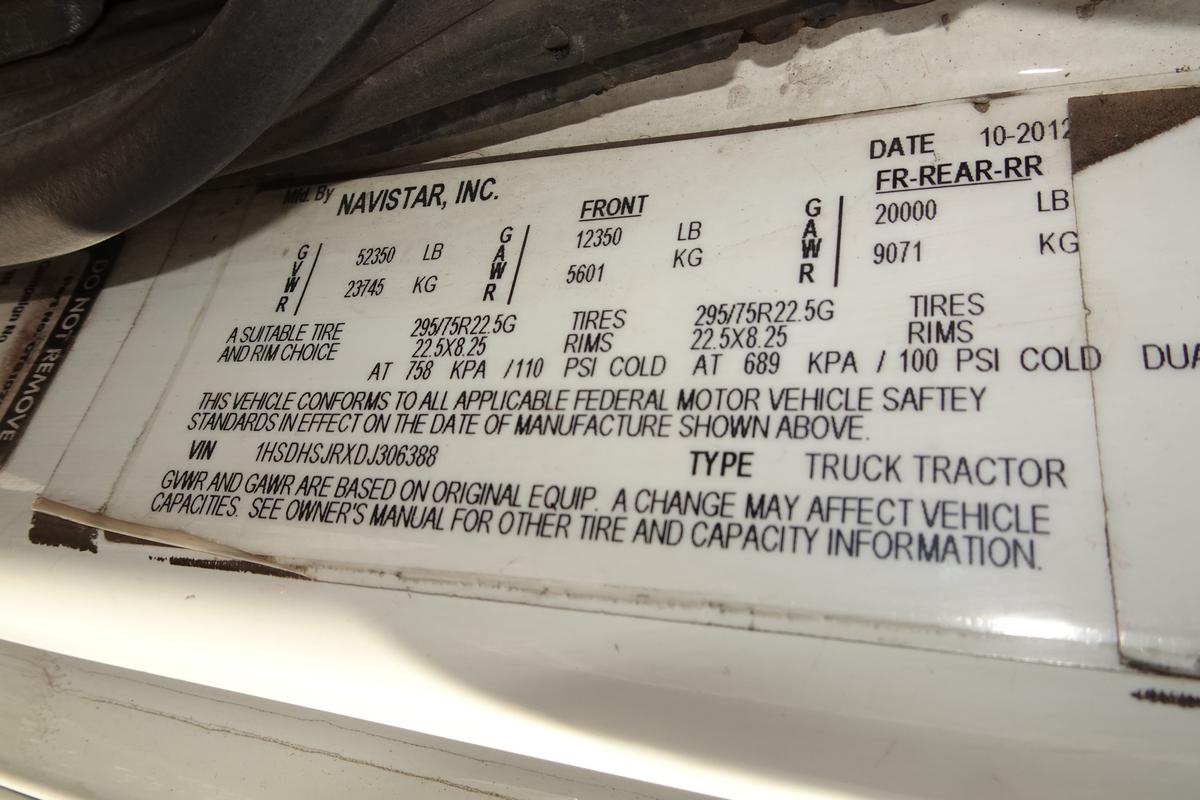 DATE 10-2012
Mfd. By NAVISTAR, INC.
FRONT
FR-REAR-RR
GVWR 52350 LB
23745 KG
GAWR 12350 LB
5601 KG
GAWR 20000 LB
9071 KG
A SUITABLE TIRE 295/75R22.5G TIRES 295/75R22.5G TIRES
AND RIM CHOICE 22.5X8.25 RIMS 22.5X8.25 RIMS
AT 758 KPA /110 PSI COLD AT 689 KPA / 100 PSI COLD DUA
THIS VEHICLE CONFORMS TO ALL APPLICABLE FEDERAL MOTOR VEHICLE SAFTEY
STANDARDS IN EFFECT ON THE DATE OF MANUFACTURE SHOWN ABOVE.
VIN 1HSDHSJRXDJ306388 TYPE TRUCK TRACTOR
GVWR AND GAWR ARE BASED ON ORIGINAL EQUIP. A CHANGE MAY AFFECT VEHICLE
CAPACITIES. SEE OWNER'S MANUAL FOR OTHER TIRE AND CAPACITY INFORMATION.
DO NOT REMOVE